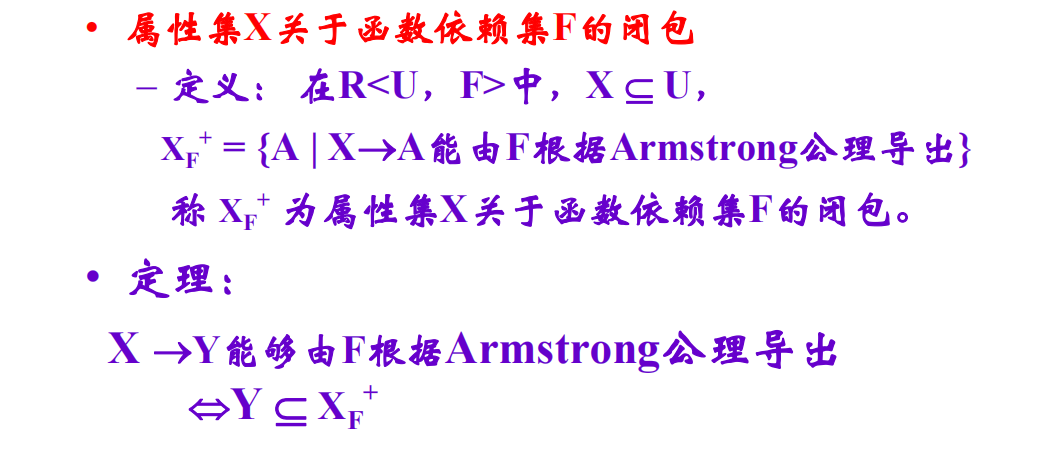 • 属性集X关于函数依赖集F的闭包
– 定义： 在R<U，F>中，X ⊆ U，
X_F^+ = {A | X→A能由F根据Armstrong公理导出}
称 X_F^+ 为属性集X关于函数依赖集F的闭包。
• 定理：
X →Y能够由F根据Armstrong公理导出
⇔Y ⊆ X_F^+